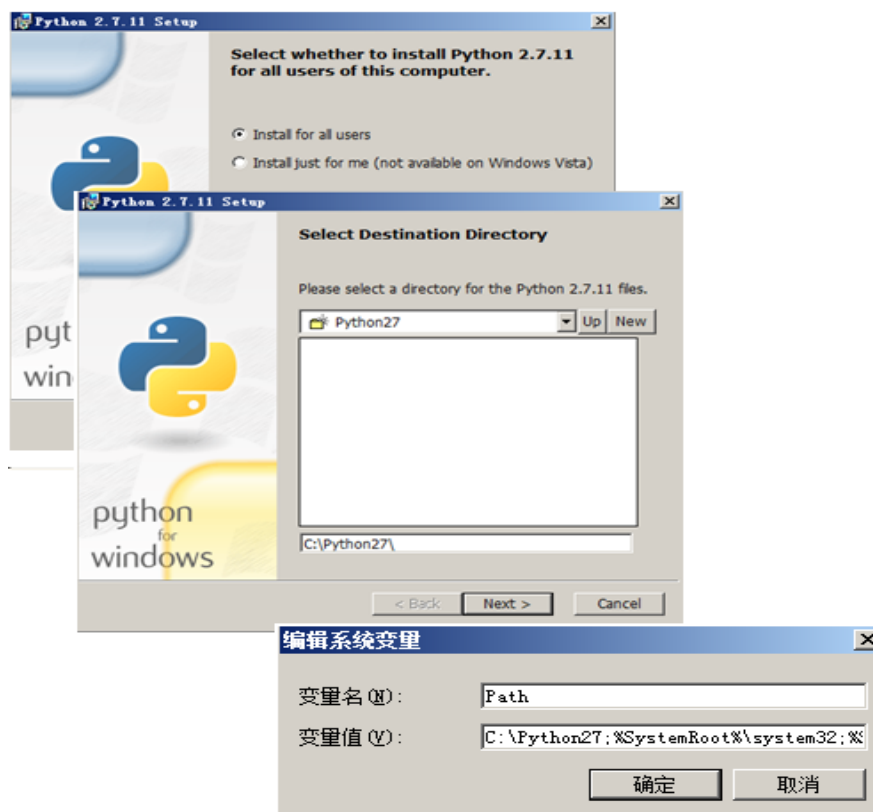 Python 2.7.11 Setup
Select whether to install Python 2.7.11
for all users of this computer.
Install for all users
Install just for me (not available on Windows Vista)
Python 2.7.11 Setup
Select Destination Directory
Please select a directory for the Python 2.7.11 files.
Python27
Up
New
C:\Python27\
python
for
windows
< Back
Next >
Cancel
编辑系统变量
变量名(N):
Path
变量值(V):
C:\Python27;%SystemRoot%\system32;%S
确定
取消